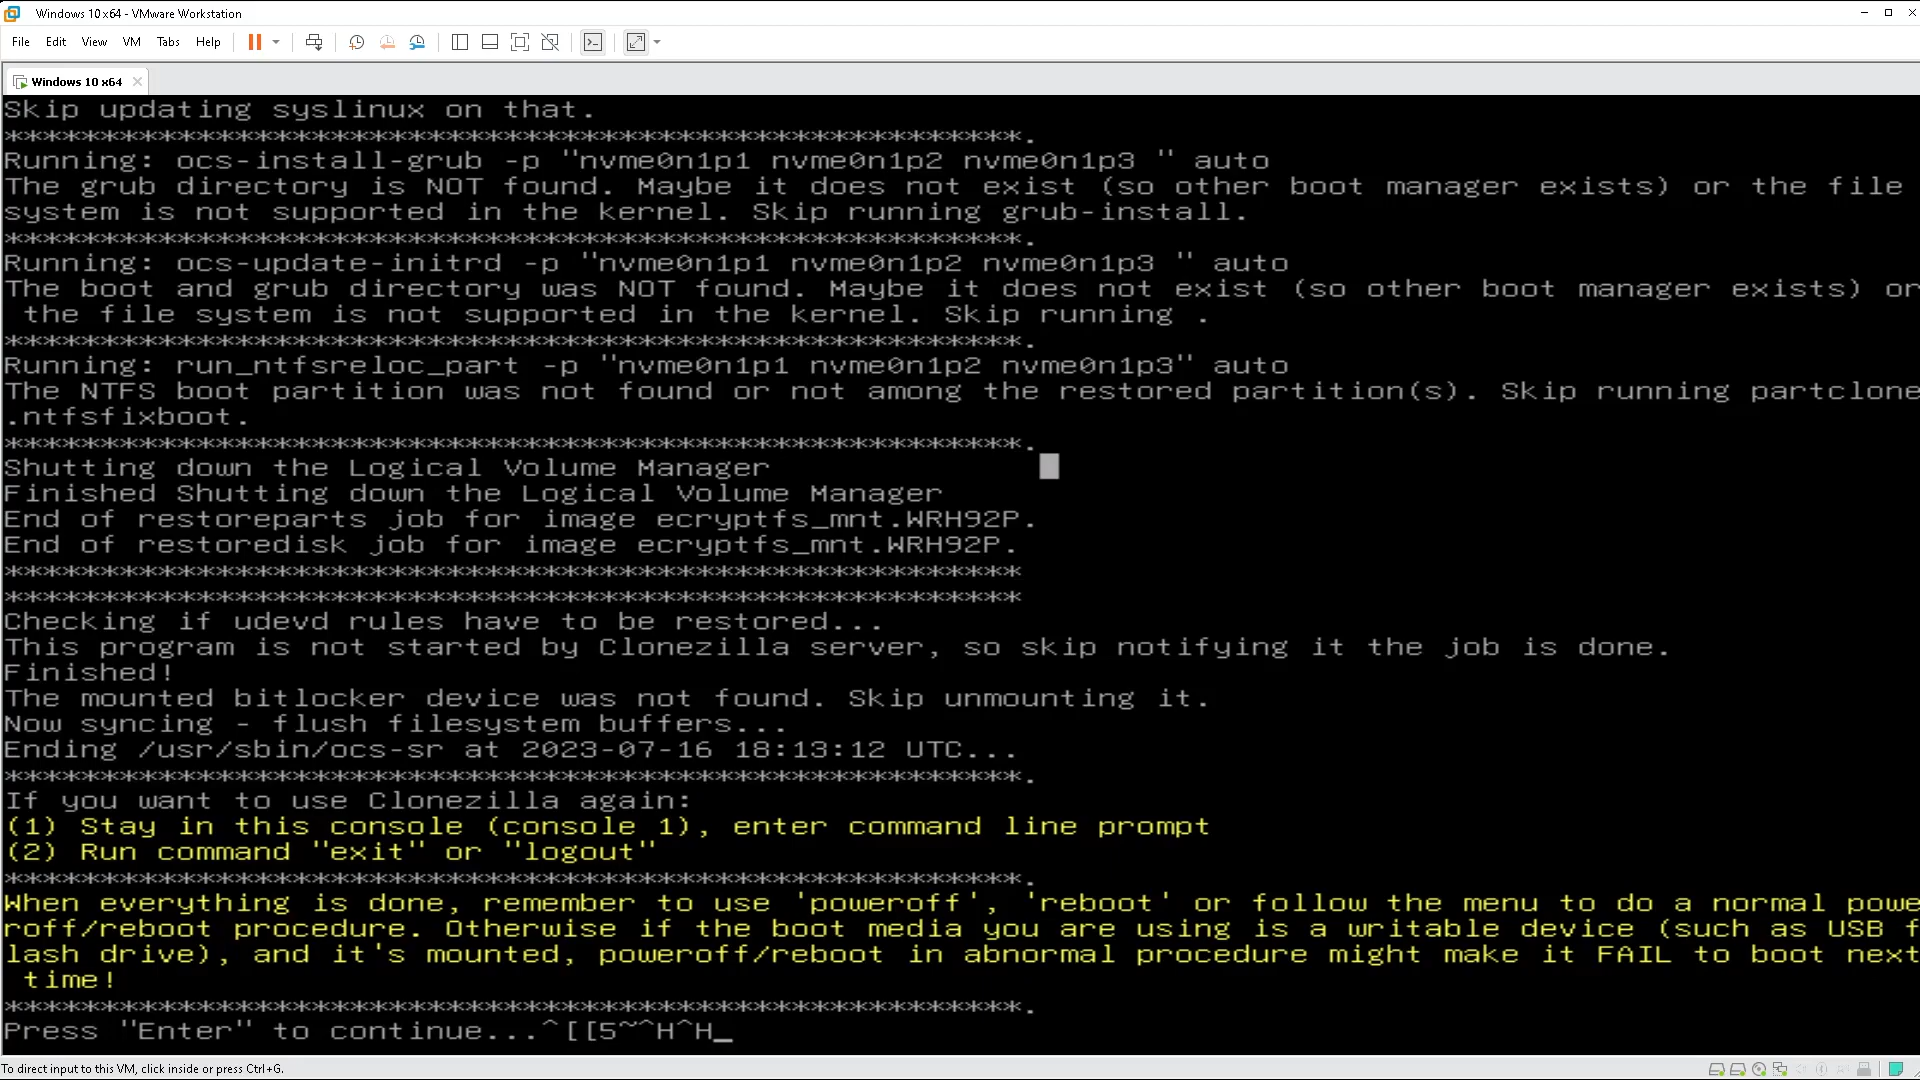 Windows 10 x64 - VMware Workstation
File Edit View VM Tabs Help
Windows 10 x64
Skip updating syslinux on that.
*****************************************************.
Running: ocs-install-grub -p "nvme0n1p1 nvme0n1p2 nvme0n1p3 " auto
The grub directory is NOT found. Maybe it does not exist (so other boot manager exists) or the file
system is not supported in the kernel. Skip running grub-install.
*****************************************************.
Running: ocs-update-initrd -p "nvme0n1p1 nvme0n1p2 nvme0n1p3 " auto
The boot and grub directory was NOT found. Maybe it does not exist (so other boot manager exists) or
the file system is not supported in the kernel. Skip running .
*****************************************************.
Running: run_ntfsreloc_part -p "nvme0n1p1 nvme0n1p2 nvme0n1p3" auto
The NTFS boot partition was not found or not among the restored partition(s). Skip running partclone
.ntfsfixboot.
*****************************************************.
Shutting down the Logical Volume Manager
Finished Shutting down the Logical Volume Manager
End of restoreparts job for image ecryptfs_mnt.WRH92P.
End of restoredisk job for image ecryptfs_mnt.WRH92P.
*****************************************************
*****************************************************
Checking if udevd rules have to be restored...
This program is not started by Clonezilla server, so skip notifying it the job is done.
Finished!
The mounted bitlocker device was not found. Skip unmounting it.
Now syncing - flush filesystem buffers...
Ending /usr/sbin/ocs-sr at 2023-07-16 18:13:12 UTC...
*****************************************************.
If you want to use Clonezilla again:
(1) Stay in this console (console 1), enter command line prompt
(2) Run command "exit" or "logout"
*****************************************************.
When everything is done, remember to use 'poweroff', 'reboot' or follow the menu to do a normal powe
roff/reboot procedure. Otherwise if the boot media you are using is a writable device (such as USB f
lash drive), and it's mounted, poweroff/reboot in abnormal procedure might make it FAIL to boot next
time!
*****************************************************.
Press "Enter" to continue...^[[5~^H^H_
To direct input to this VM, click inside or press Ctrl+G.